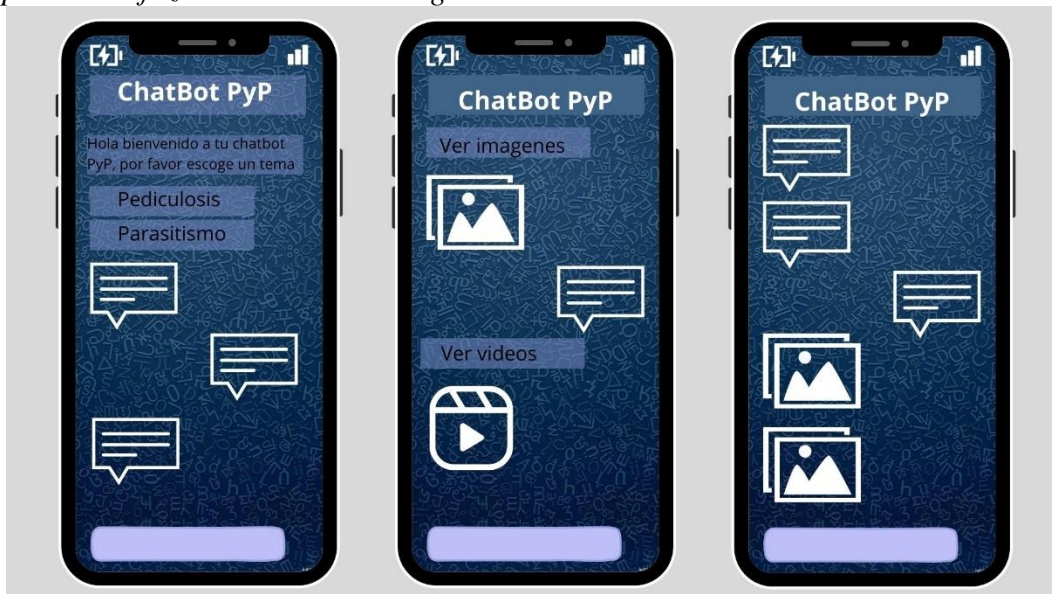 ChatBot PyP
Hola bienvenido a tu chatbot
PyP, por favor escoge un tema
Pediculosis
Parasitismo
ChatBot PyP
Ver imagenes
Ver videos
ChatBot PyP